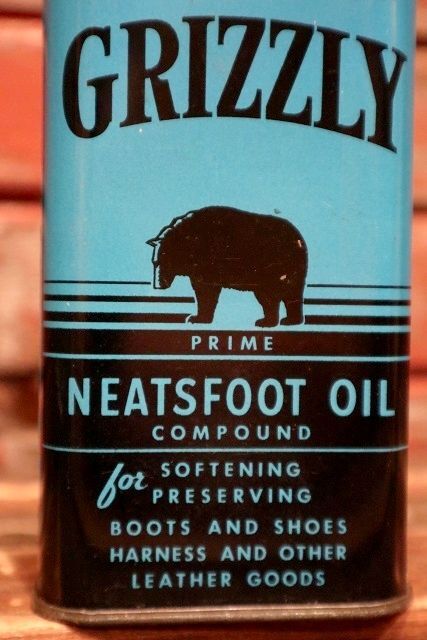 GRIZZLY
PRIME
NEATSFOOT OIL
COMPOUND
for SOFTENING
PRESERVING
BOOTS AND SHOES
HARNESS AND OTHER
LEATHER GOODS